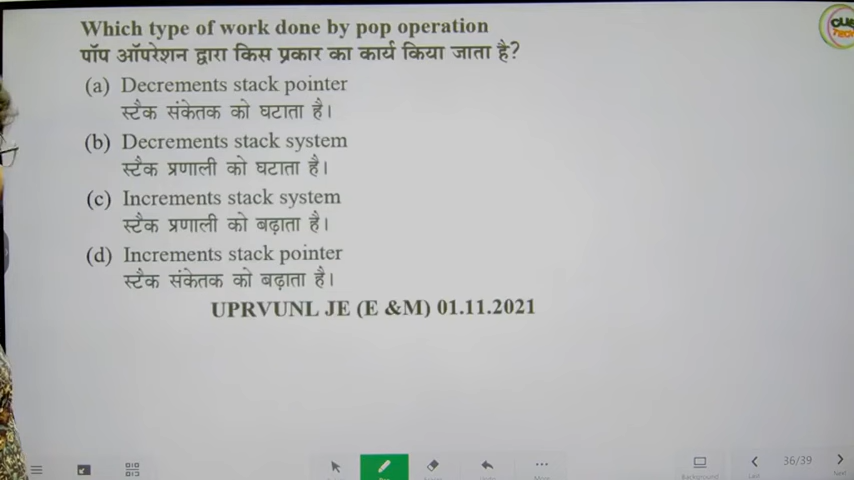 Which type of work done by pop operation
पॉप ऑपरेशन द्वारा किस प्रकार का कार्य किया जाता है?
(a) Decrements stack pointer
स्टैक संकेतक को घटाता है।
(b) Decrements stack system
स्टैक प्रणाली को घटाता है।
(c) Increments stack system
स्टैक प्रणाली को बढ़ाता है।
(d) Increments stack pointer
स्टैक संकेतक को बढ़ाता है।
UPRVUNL JE (E &M) 01.11.2021
36/39
Background